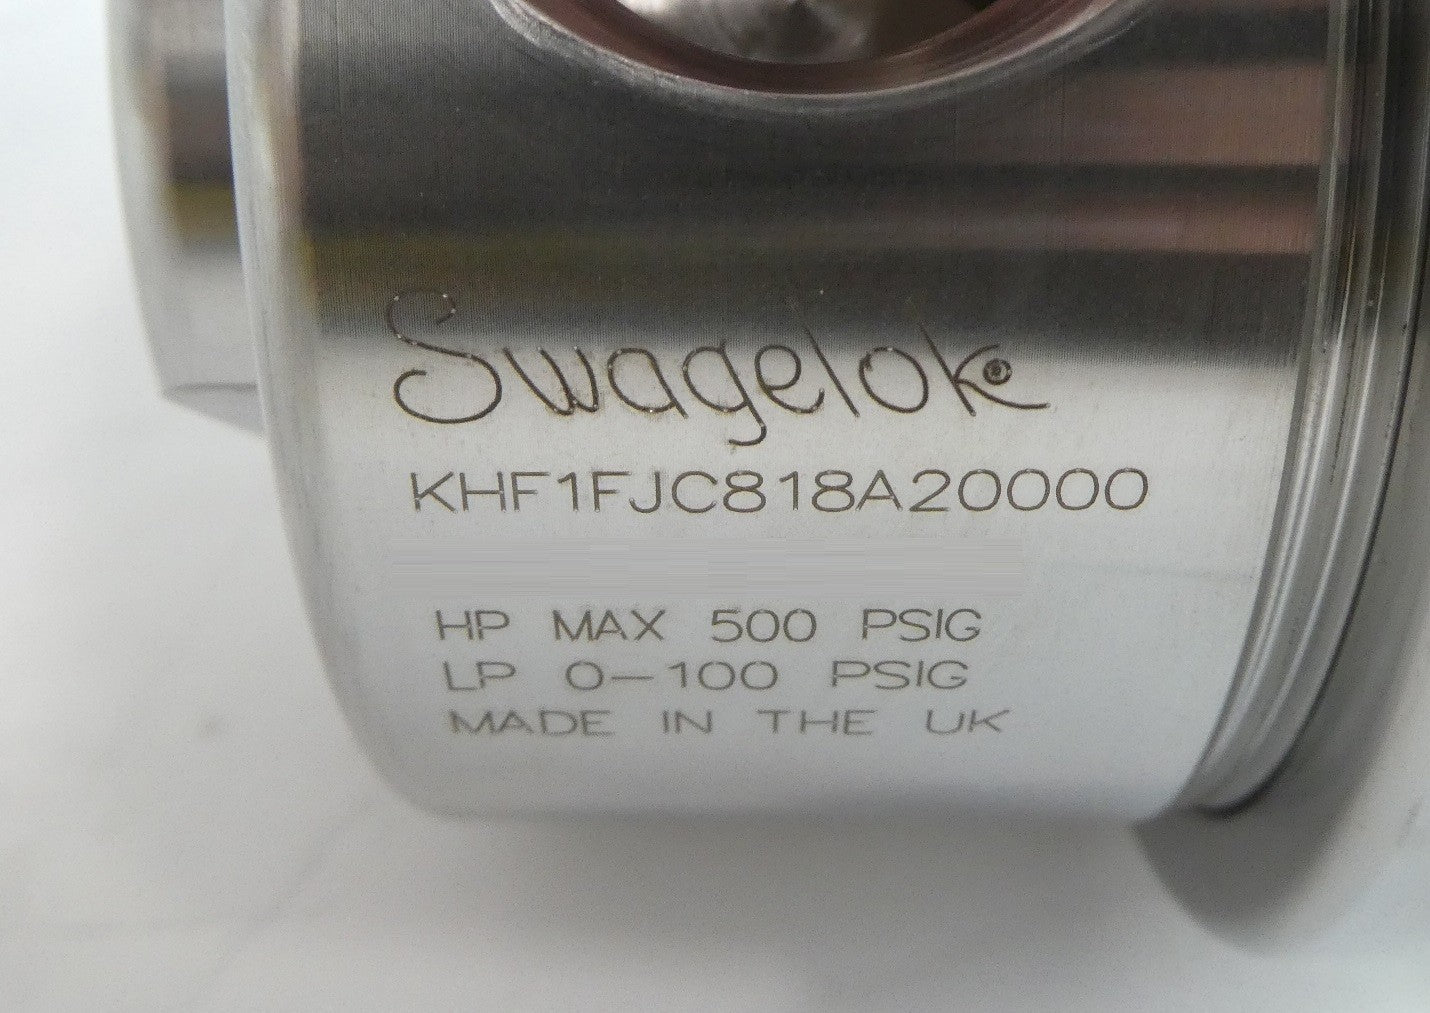 Swagelok®
KHF1FJC818A20000
HP MAX 500 PSIG
LP 0-100 PSIG
MADE IN THE UK